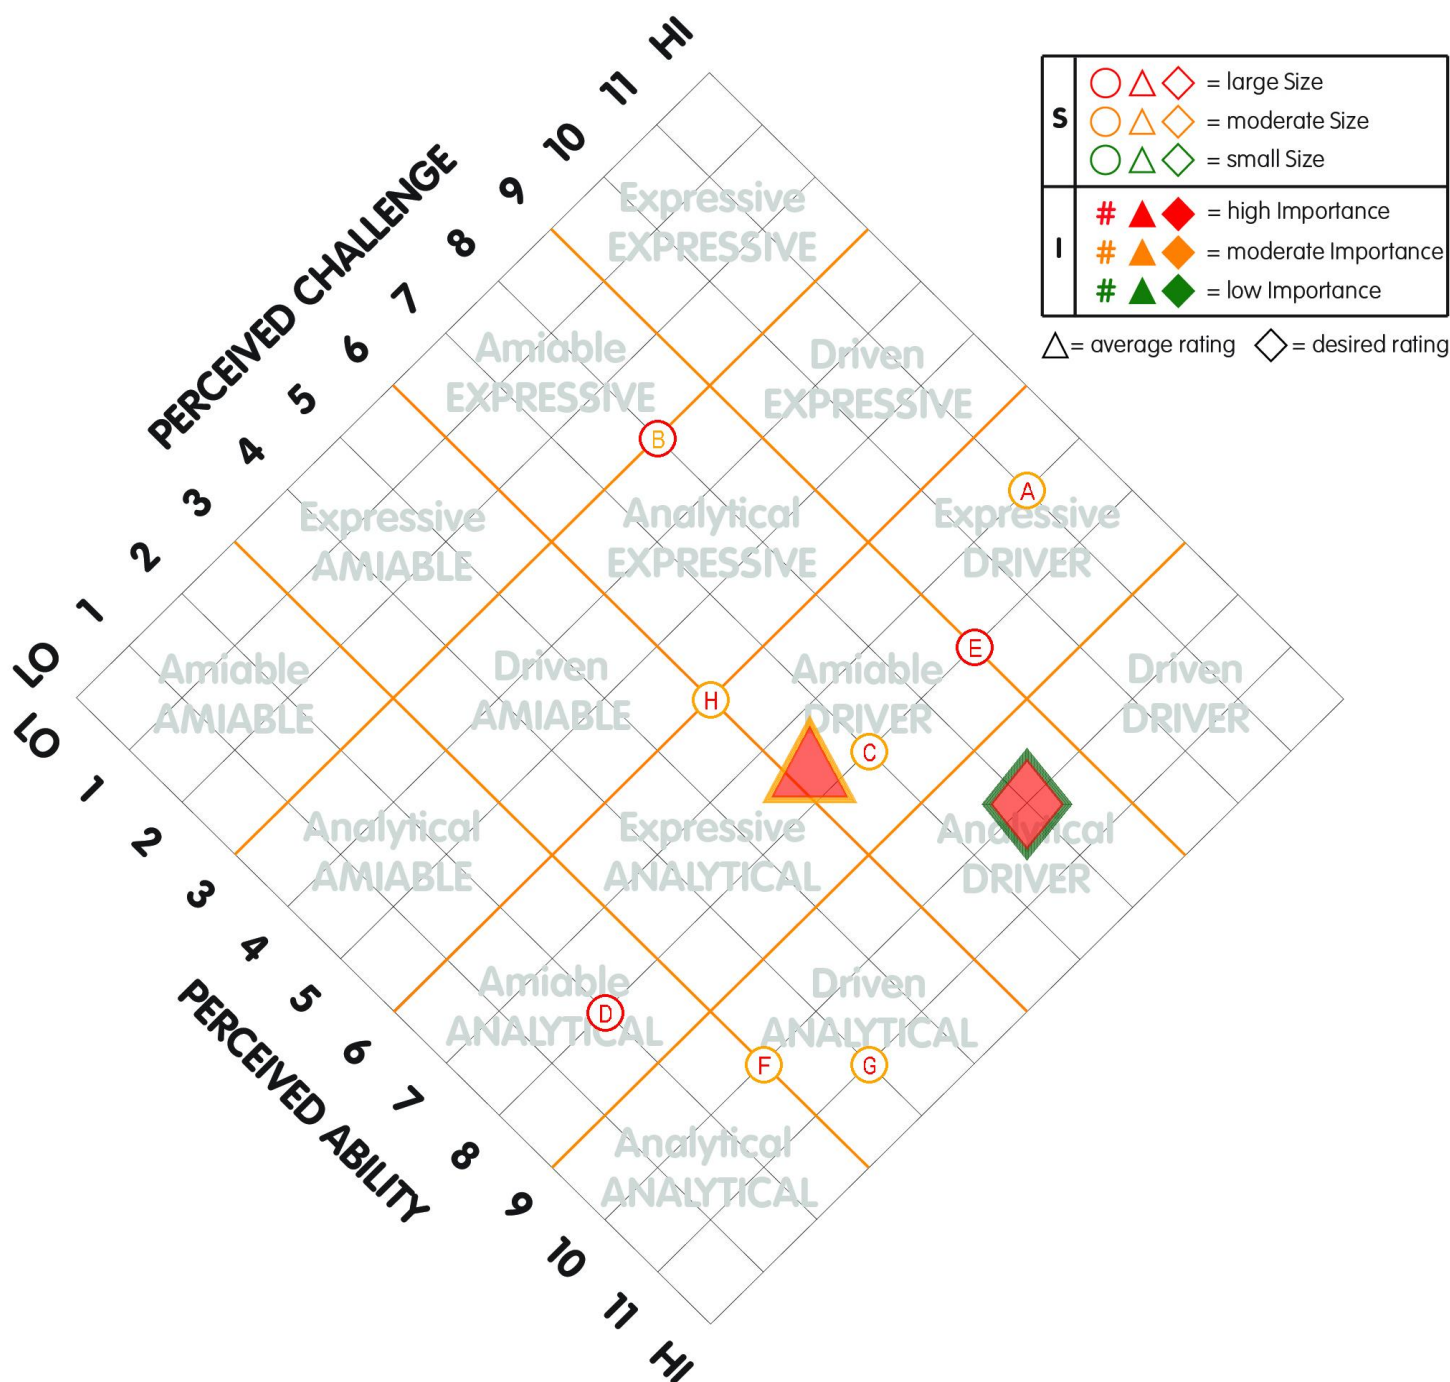 HI
11
10
9
8
7
6
5
4
3
2
1
LO
PERCEIVED CHALLENGE
LO
1
2
3
4
5
6
7
8
9
10
11
HI
PERCEIVED ABILITY
S
= large Size
= moderate Size
= small Size
I
# = high Importance
# = moderate Importance
# = low Importance
= average rating = desired rating
Expressive
EXPRESSIVE
Amiable
EXPRESSIVE
Driven
EXPRESSIVE
B
A
Expressive
AMIABLE
Analytical
EXPRESSIVE
Expressive
DRIVER
E
Amiable
AMIABLE
Driven
AMIABLE
H
Amiable
DRIVER
C
Driven
DRIVER
Analytical
AMIABLE
Expressive
ANALYTICAL
Analytical
DRIVER
Amiable
ANALYTICAL
D
Driven
ANALYTICAL
F
G
Analytical
ANALYTICAL